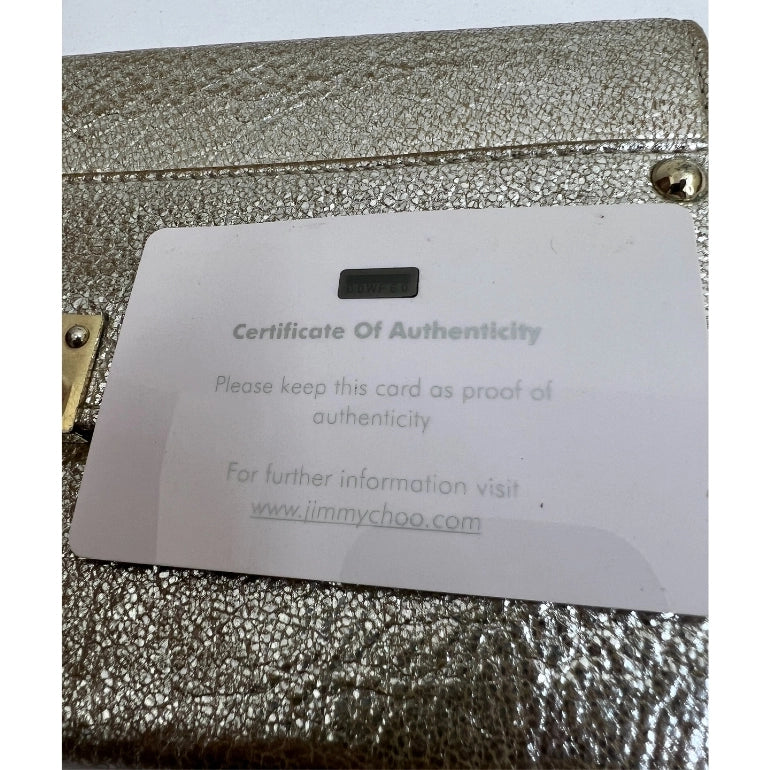 Certificate Of Authenticity
Please keep this card as proof of
authenticity
For further information visit
www.jimmychoo.com